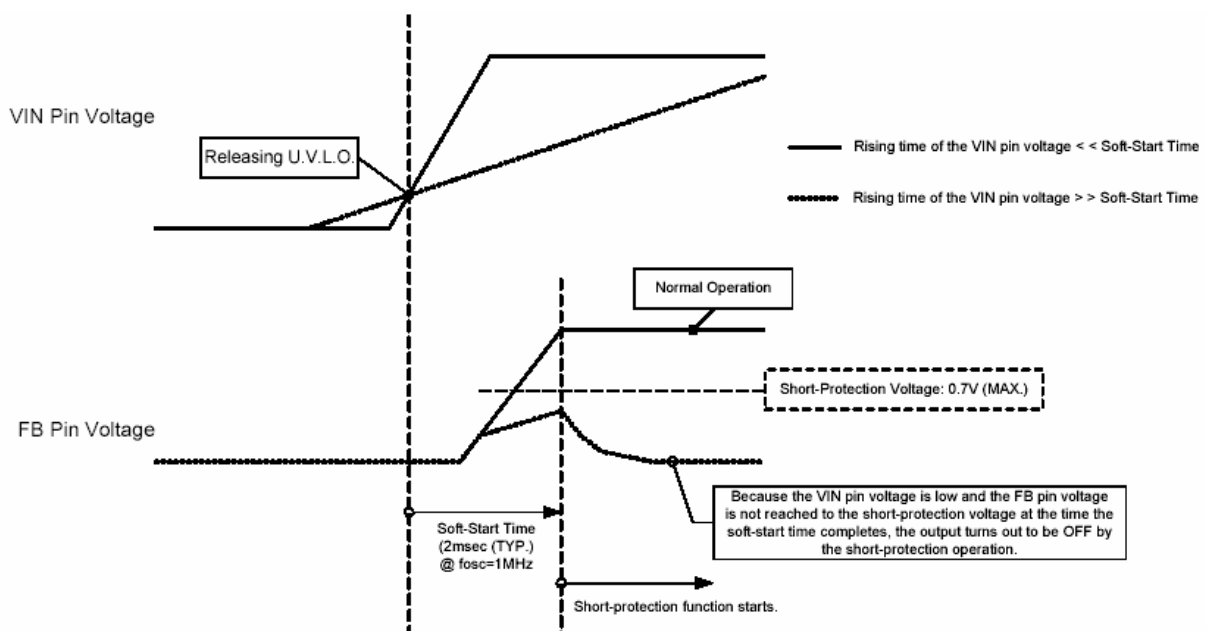 VIN Pin Voltage
Releasing U.V.L.O.
Rising time of the VIN pin voltage < < Soft-Start Time
Rising time of the VIN pin voltage > > Soft-Start Time
Normal Operation
Short-Protection Voltage: 0.7V (MAX.)
FB Pin Voltage
Because the VIN pin voltage is low and the FB pin voltage
is not reached to the short-protection voltage at the time the
soft-start time completes, the output turns out to be OFF by
the short-protection operation.
Soft-Start Time
(2msec (TYP.)
@ fosc=1MHz
Short-protection function starts.